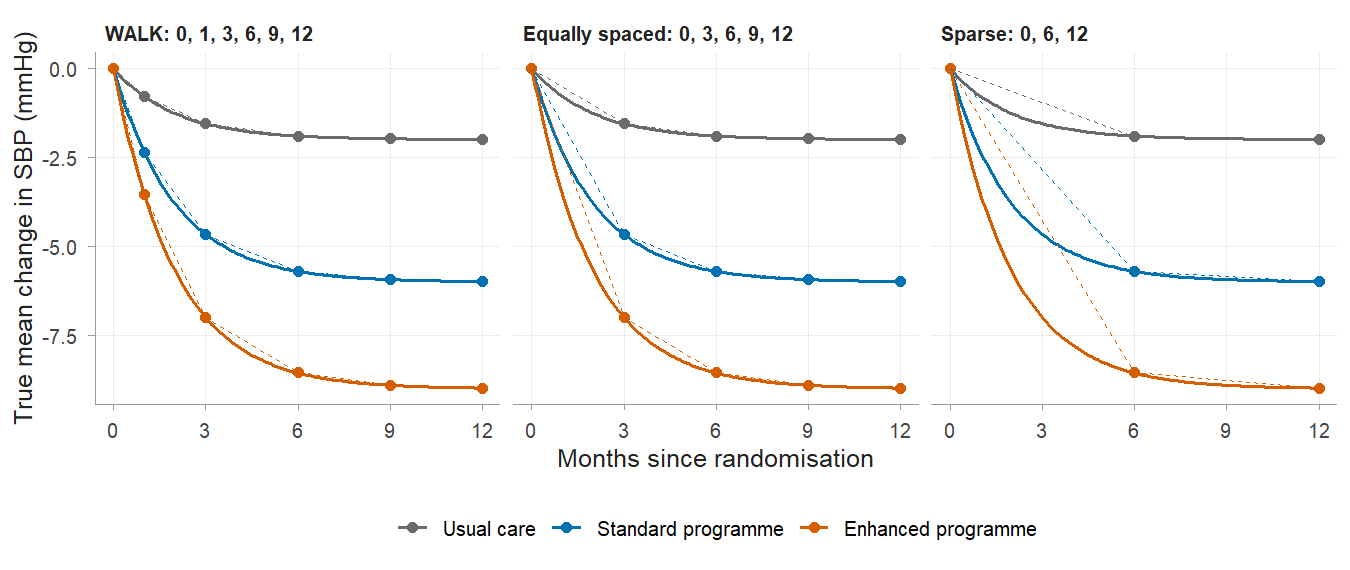 WALK: 0, 1, 3, 6, 9, 12
Equally spaced: 0, 3, 6, 9, 12
Sparse: 0, 6, 12
True mean change in SBP (mmHg)
0.0
-2.5
-5.0
-7.5
0 3 6 9 12
0 3 6 9 12
0 3 6 9 12
Months since randomisation
Usual care
Standard programme
Enhanced programme